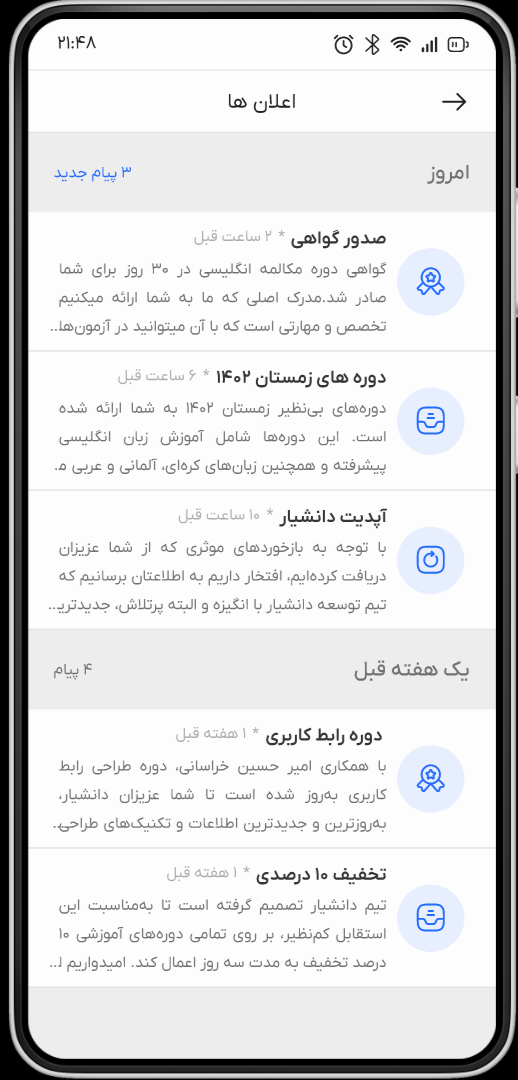 ۲۱:۴۸
اعلان ها
امروز
۳ پیام جدید
صدور گواهی * ۲ ساعت قبل
گواهی دوره مکالمه انگلیسی در ۳۰ روز برای شما
صادر شد.مدرک اصلی که ما به شما ارائه میکنیم
تخصص و مهارتی است که با آن میتوانید در آزمون‌ها..
دوره های زمستان ۱۴۰۲ * ۶ ساعت قبل
دوره‌های بی‌نظیر زمستان ۱۴۰۲ به شما ارائه شده
است. این دوره‌ها شامل آموزش زبان انگلیسی
پیشرفته و همچنین زبان‌های کره‌ای، آلمانی و عربی م.
آپدیت دانشیار * ۱۰ ساعت قبل
با توجه به بازخوردهای موثری که از شما عزیزان
دریافت کرده‌ایم، افتخار داریم به اطلاعتان برسانیم که
تیم توسعه دانشیار با انگیزه و البته پرتلاش، جدیدتری...
یک هفته قبل
۴ پیام
دوره رابط کاربری * ۱ هفته قبل
با همکاری امیر حسین خراسانی، دوره طراحی رابط
کاربری به‌روز شده است تا شما عزیزان دانشیار،
به‌روزترین و جدیدترین اطلاعات و تکنیک‌های طراحی..
تخفیف ۱۰ درصدی * ۱ هفته قبل
تیم دانشیار تصمیم گرفته است تا به‌مناسبت این
استقابل کم‌نظیر، بر روی تمامی دوره‌های آموزشی ۱۰
درصد تخفیف به مدت سه روز اعمال کند. امیدواریم ا...